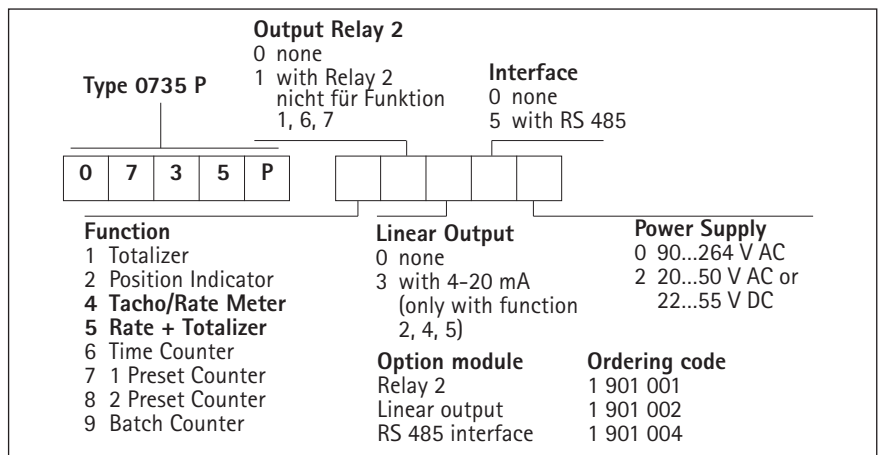 Output Relay 2
0 none
1 with Relay 2
nicht für Funktion
1, 6, 7
Type 0735 P
Interface
0 none
5 with RS 485
0 7 3 5 P
Function
1 Totalizer
2 Position Indicator
4 Tacho/Rate Meter
5 Rate + Totalizer
6 Time Counter
7 1 Preset Counter
8 2 Preset Counter
9 Batch Counter
Linear Output
0 none
3 with 4-20 mA
(only with function
2, 4, 5)
Power Supply
0 90...264 V AC
2 20...50 V AC or
22...55 V DC
Option module Ordering code
Relay 2 1 901 001
Linear output 1 901 002
RS 485 interface 1 901 004